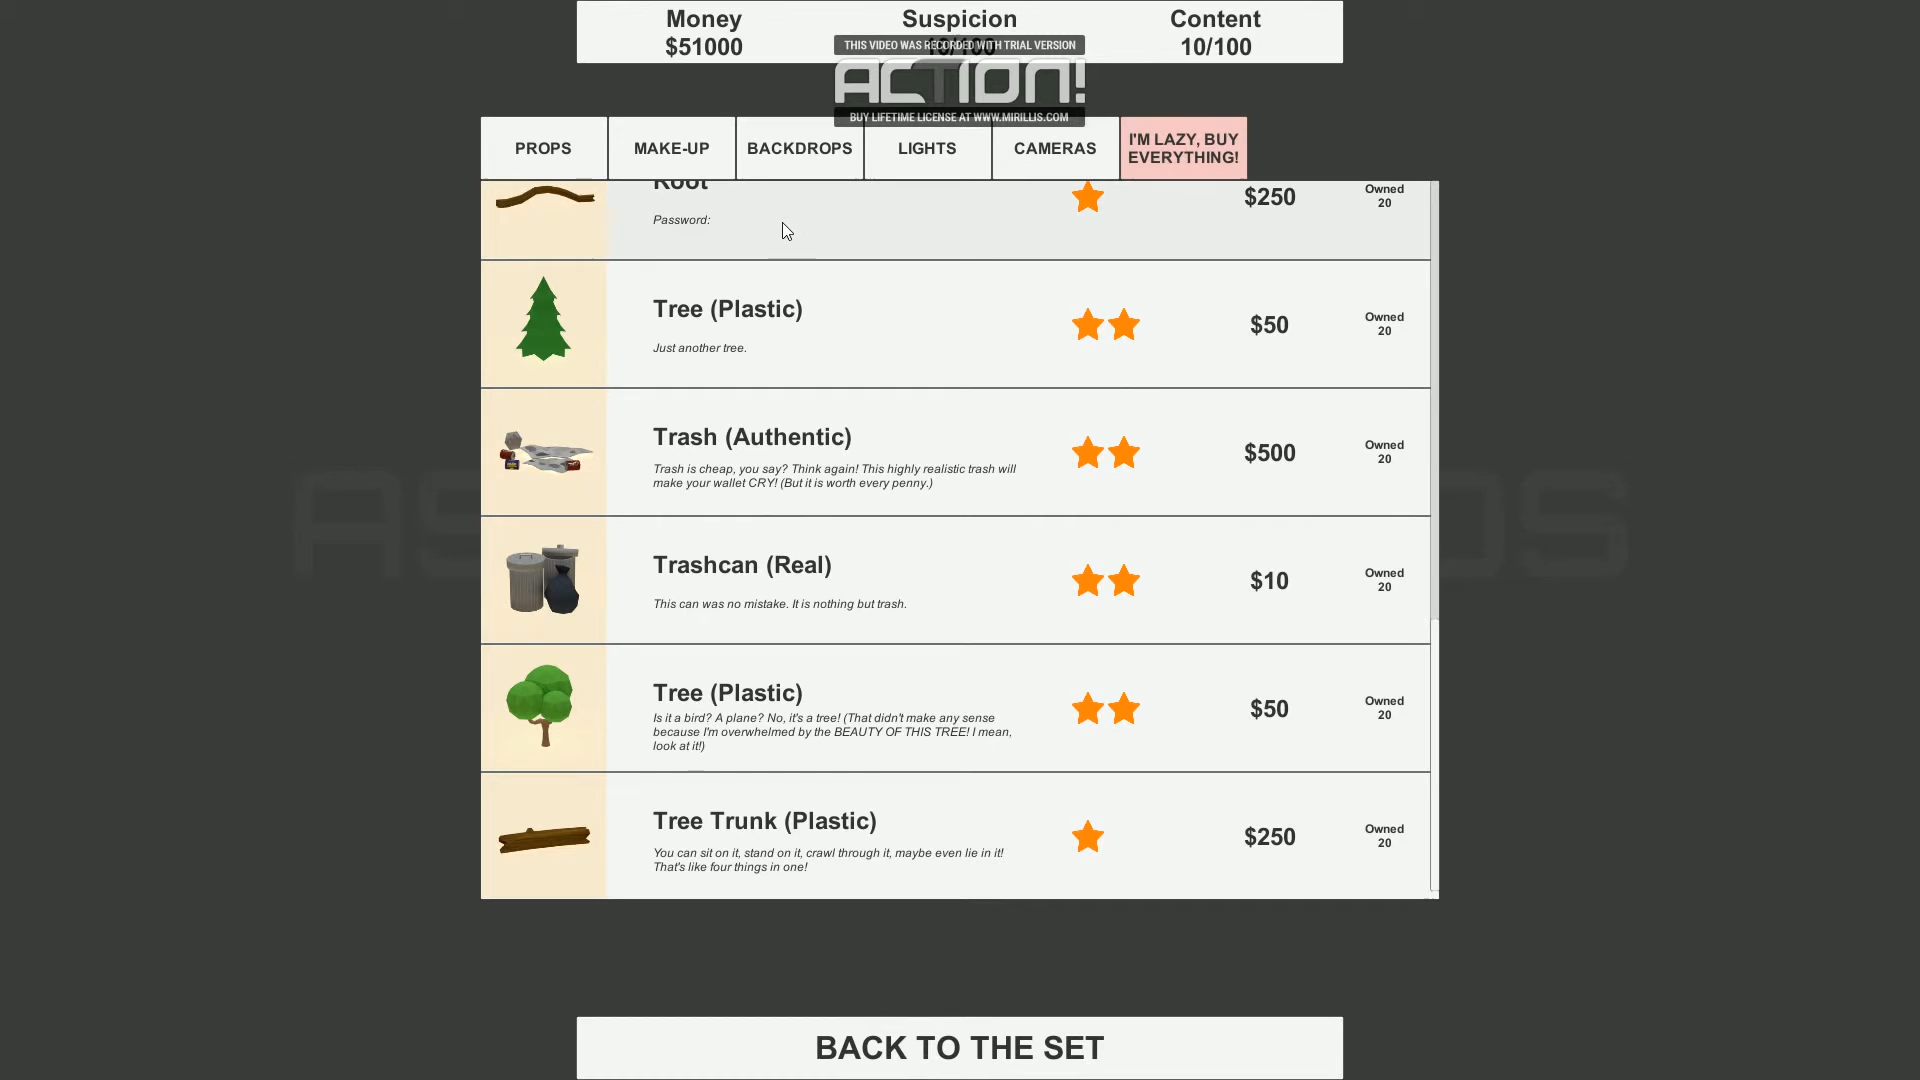 Money
$51000
Suspicion
10/100
Content
10/100
THIS VIDEO WAS RECORDED WITH TRIAL VERSION
ACTION!
BUY LIFETIME LICENSE AT WWW.MIRILLIS.COM
PROPS
MAKE-UP
BACKDROPS
LIGHTS
CAMERAS
I'M LAZY, BUY
EVERYTHING!
Root
Password:
$250
Owned
20
Tree (Plastic)
Just another tree.
$50
Owned
20
Trash (Authentic)
Trash is cheap, you say? Think again! This highly realistic trash will
make your wallet CRY! (But it is worth every penny.)
$500
Owned
20
Trashcan (Real)
This can was no mistake. It is nothing but trash.
$10
Owned
20
Tree (Plastic)
Is it a bird? A plane? No, it's a tree! (That didn't make any sense
because I'm overwhelmed by the BEAUTY OF THIS TREE! I mean,
look at it!)
$50
Owned
20
Tree Trunk (Plastic)
You can sit on it, stand on it, crawl through it, maybe even lie in it!
That's like four things in one!
$250
Owned
20
BACK TO THE SET